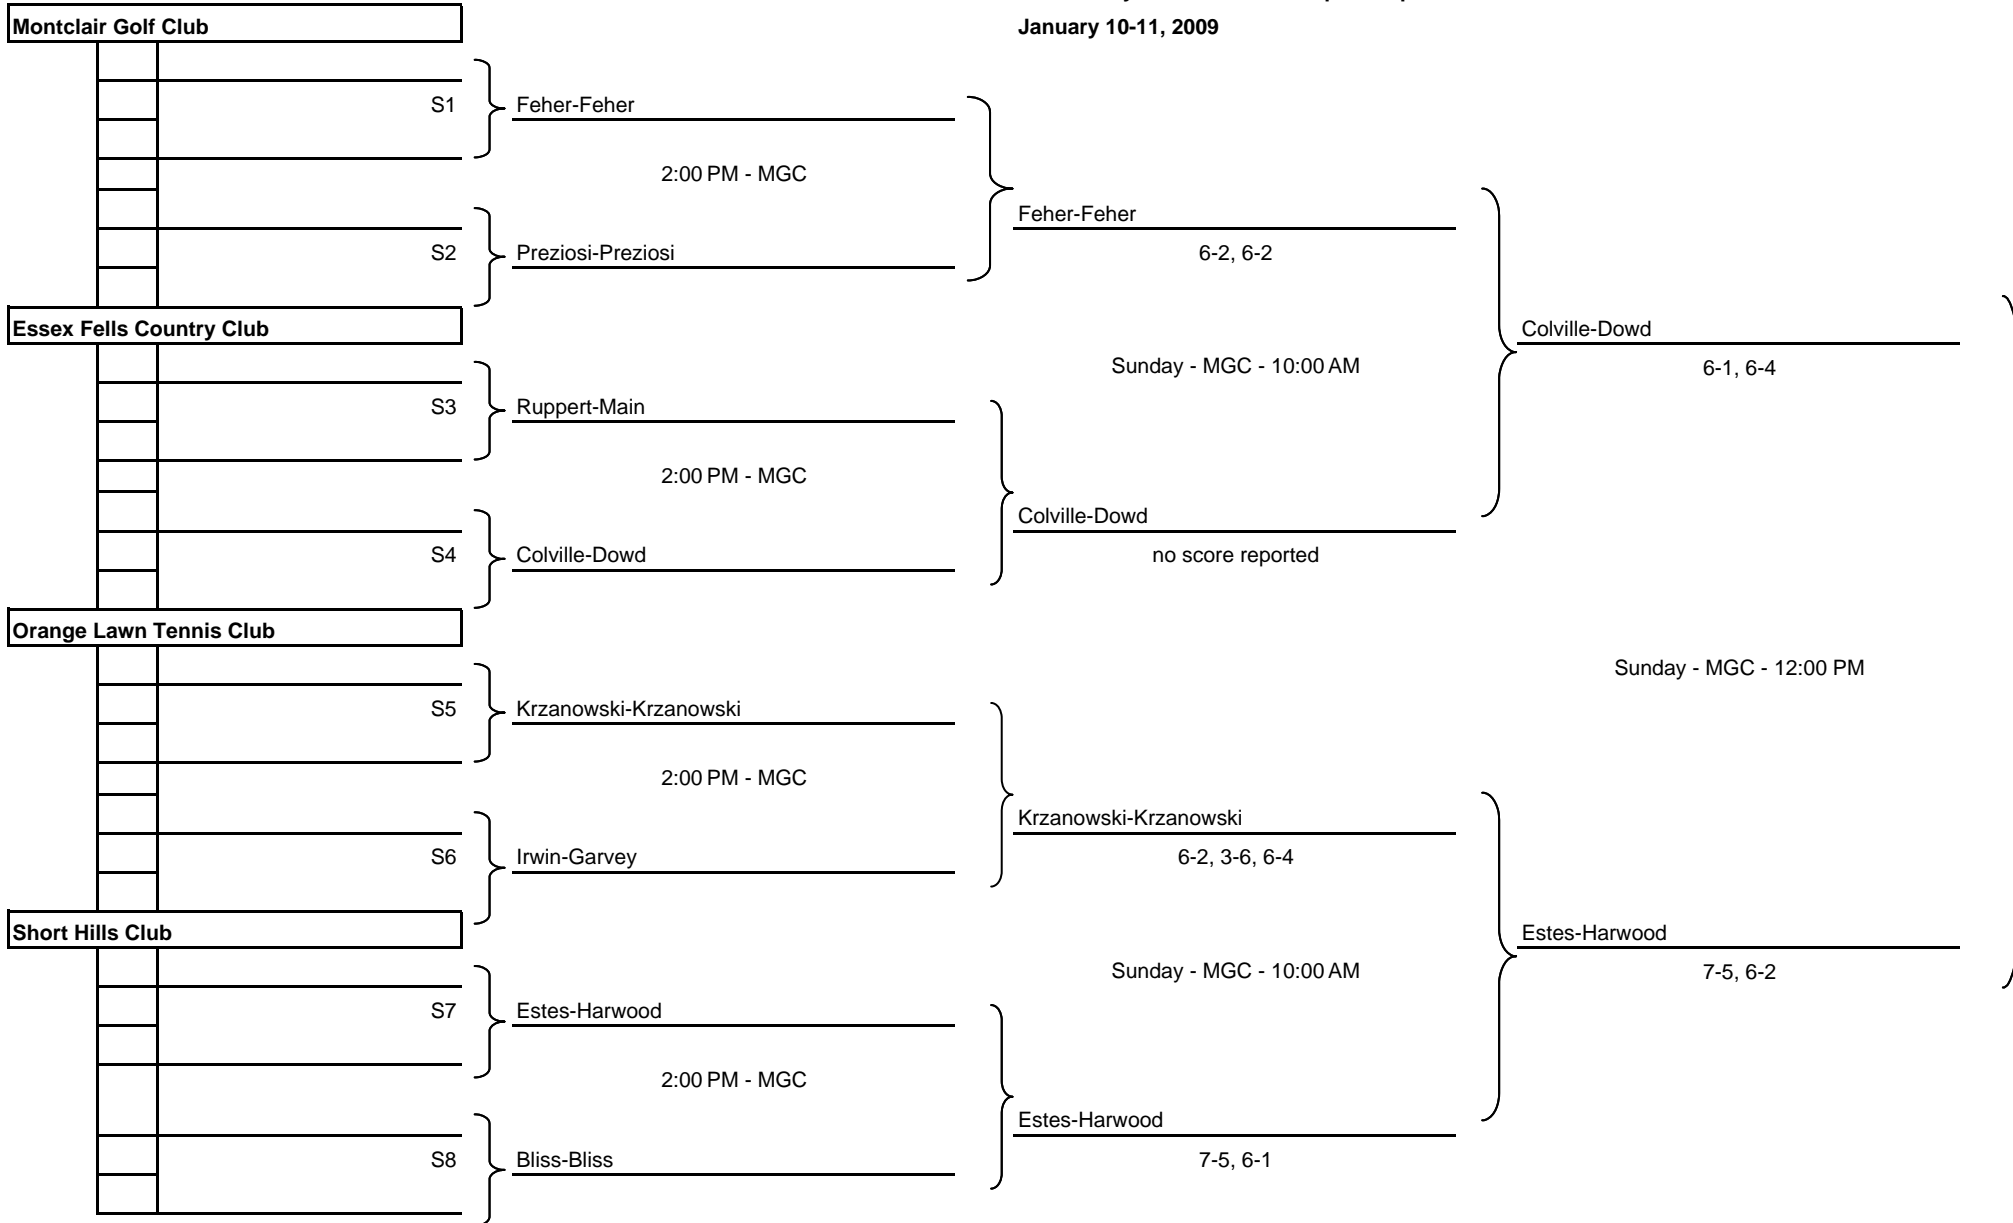 Montclair Golf Club
January 10-11, 2009
S1
Feher-Feher
2:00 PM - MGC
Feher-Feher
S2
Preziosi-Preziosi
6-2, 6-2
Essex Fells Country Club
Colville-Dowd
Sunday - MGC - 10:00 AM
6-1, 6-4
S3
Ruppert-Main
2:00 PM - MGC
Colville-Dowd
S4
Colville-Dowd
no score reported
Orange Lawn Tennis Club
Sunday - MGC - 12:00 PM
S5
Krzanowski-Krzanowski
2:00 PM - MGC
Krzanowski-Krzanowski
S6
Irwin-Garvey
6-2, 3-6, 6-4
Short Hills Club
Estes-Harwood
Sunday - MGC - 10:00 AM
7-5, 6-2
S7
Estes-Harwood
2:00 PM - MGC
Estes-Harwood
S8
Bliss-Bliss
7-5, 6-1